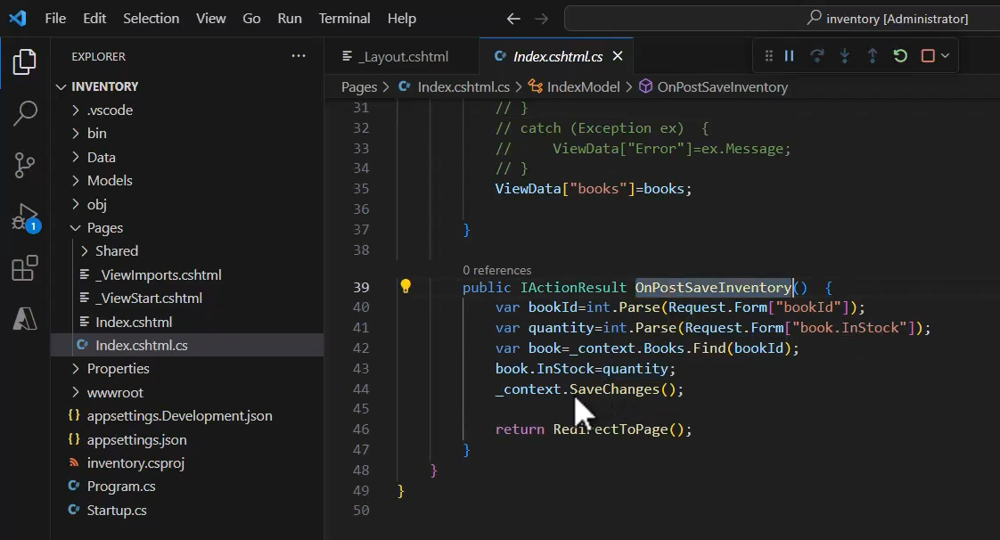 File Edit Selection View Go Run Terminal Help
inventory [Administrator]
EXPLORER
_Layout.cshtml
Index.cshtml.cs
INVENTORY
Pages > Index.cshtml.cs > IndexModel > OnPostSaveInventory
.vscode
bin
Data
Models
obj
1
Pages
Shared
_ViewImports.cshtml
_ViewStart.cshtml
Index.cshtml
Index.cshtml.cs
Properties
wwwroot
appsettings.Development.json
appsettings.json
inventory.csproj
Program.cs
Startup.cs
31 // }
32 // catch (Exception ex)  {
33 //     ViewData["Error"]=ex.Message;
34 // }
35 ViewData["books"]=books;
36
37 }
38
0 references
39 public IActionResult OnPostSaveInventory()  {
40 var bookId=int.Parse(Request.Form["bookId"]);
41 var quantity=int.Parse(Request.Form["book.InStock"]);
42 var book=_context.Books.Find(bookId);
43 book.InStock=quantity;
44 _context.SaveChanges();
45
46 return RedirectToPage();
47 }
48 }
49 }
50